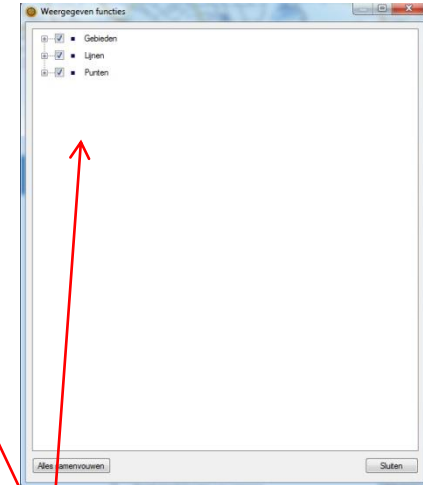 Weergegeven functies
Gebieden
Lijnen
Punten
Alles samenvouwen
Sluiten